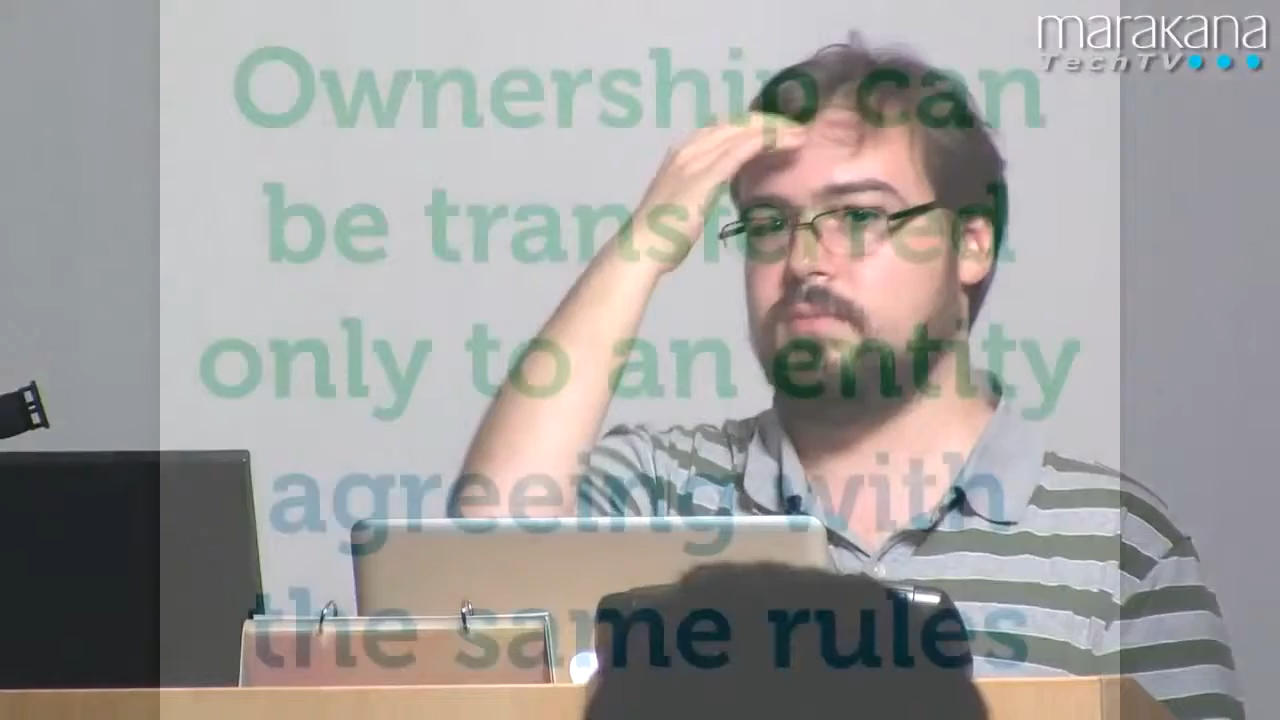 marakana
TechTV
Ownership can
be transferred
only to an entity
agreeing with
the same rules